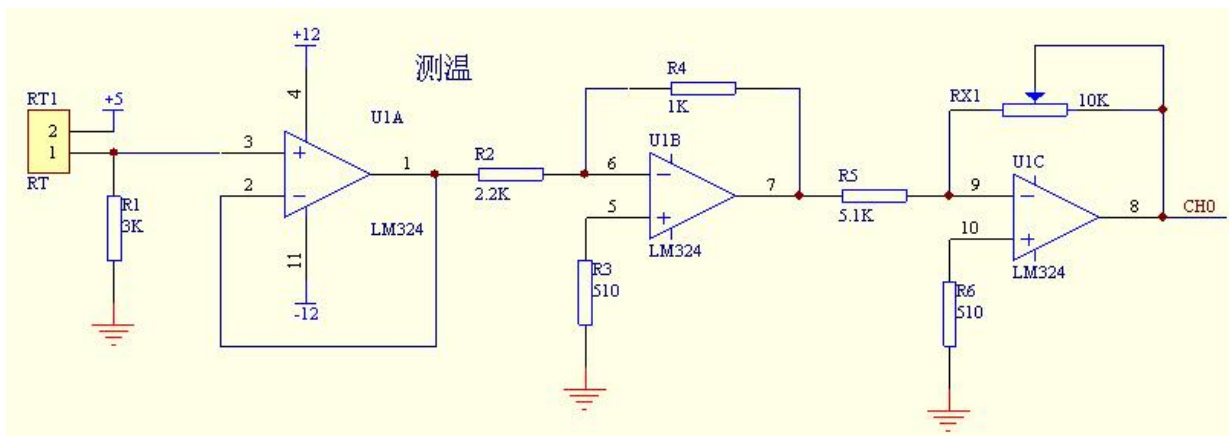 +12
测温
R4
1K
RX1
10K
RT1
+5
4
U1A
2
1
RT
3
+
1
2
−
R2
2.2K
6
U1B
−
7
R5
5.1K
9
U1C
−
8
CH0
R1
3K
LM324
5
+
LM324
10
+
LM324
11
-12
R3
510
R6
510